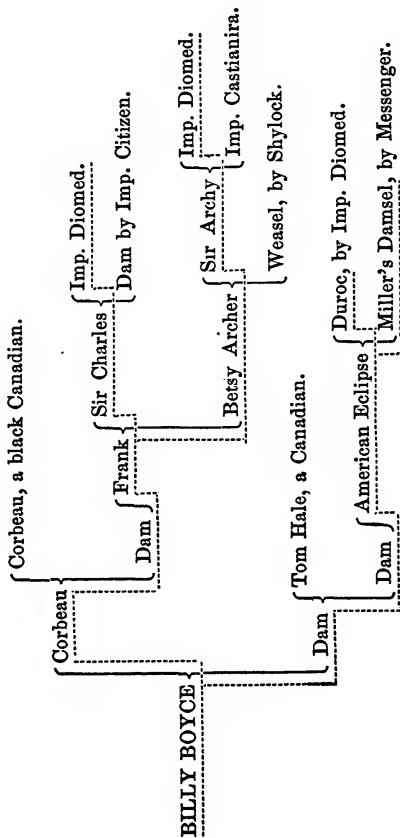 BILLY BOYCE
Corbeau
Corbeau, a black Canadian.
Dam
Frank
Sir Charles
Imp. Diomed.
Dam by Imp. Citizen.
Betsy Archer
Sir Archy
Imp. Diomed.
Imp. Castianira.
Weasel, by Shylock.
Dam
Tom Hale, a Canadian.
Dam
American Eclipse
Duroc, by Imp. Diomed.
Miller's Damsel, by Messenger.